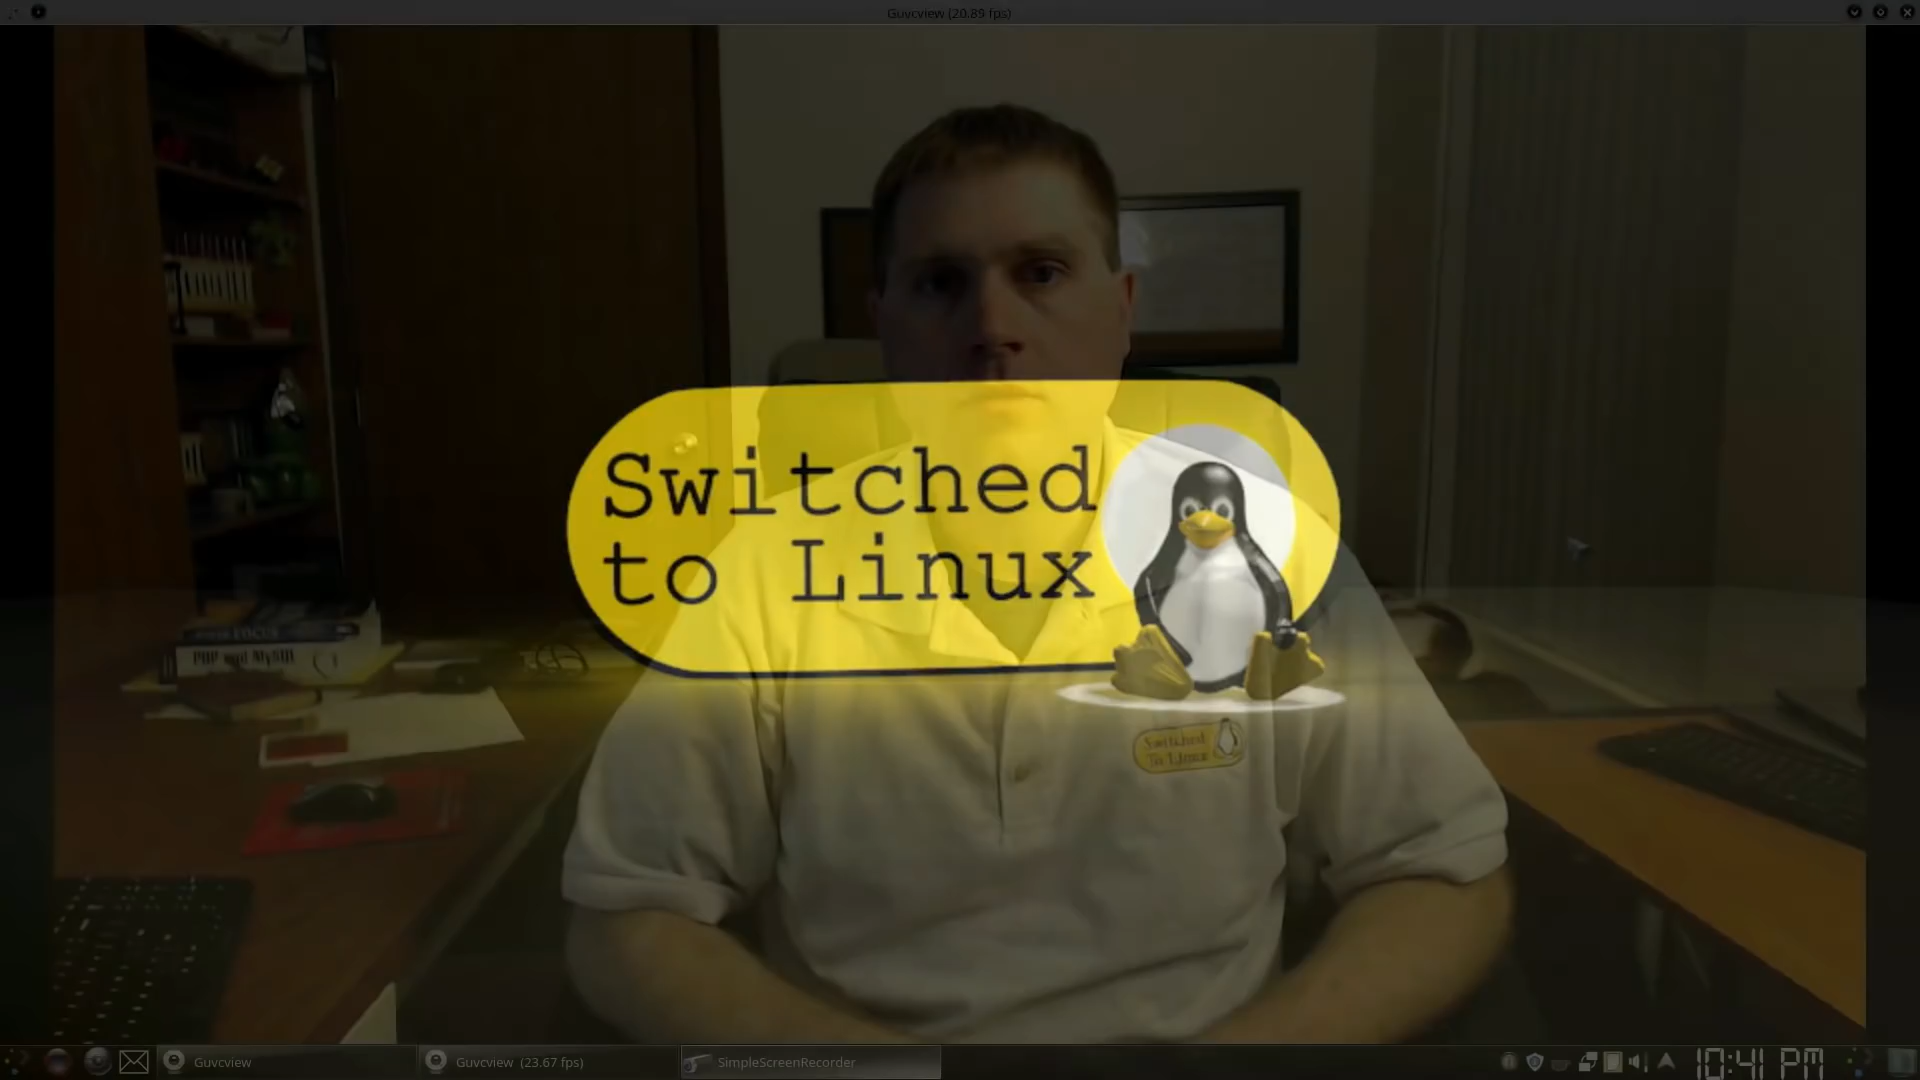 Guvcview (20.89 fps)
Switched
to Linux
FOCUS
PHP and MySQL
Switched
To Linux
Guvcview
Guvcview (23.67 fps)
SimpleScreenRecorder
10:41 PM